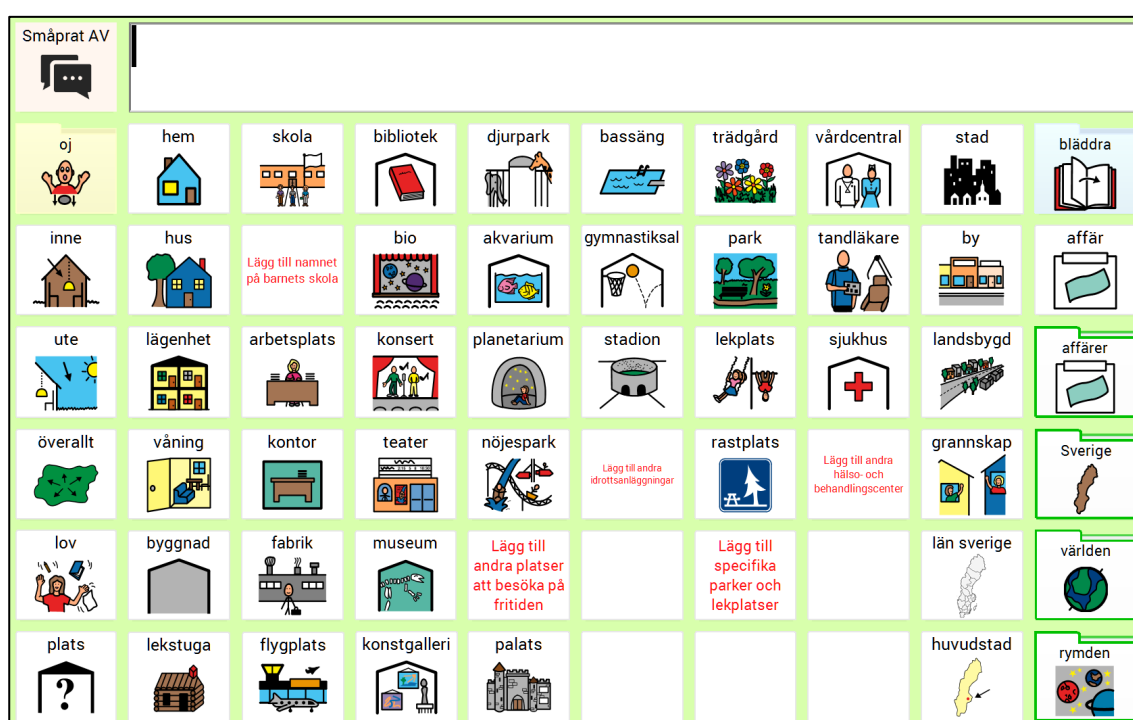 Småprat AV
oj
hem
skola
bibliotek
djurpark
bassäng
trädgård
vårdcentral
stad
bläddra
inne
hus
Lägg till namnet
på barnets skola
bio
akvarium
gymnastiksal
park
tandläkare
by
affär
ute
lägenhet
arbetsplats
konsert
planetarium
stadion
lekplats
sjukhus
landsbygd
affärer
överallt
våning
kontor
teater
nöjespark
Lägg till andra
idrottsanläggningar
rastplats
Lägg till andra
hälso- och
behandlingscenter
grannskap
Sverige
lov
byggnad
fabrik
museum
Lägg till
andra platser
att besöka på
fritiden
Lägg till
specifika
parker och
lekplatser
län sverige
världen
plats
?
lekstuga
flygplats
konstgalleri
palats
huvudstad
rymden